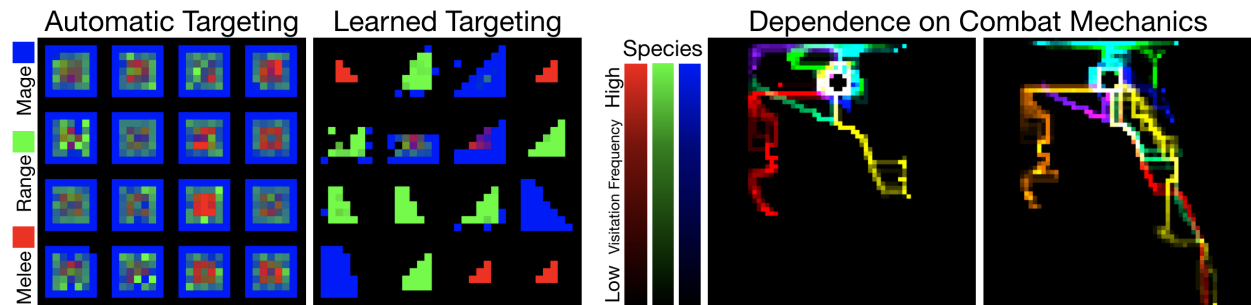 Automatic Targeting
Learned Targeting
Dependence on Combat Mechanics
Mage
Range
Melee
Species
High
Visitation Frequency
Low